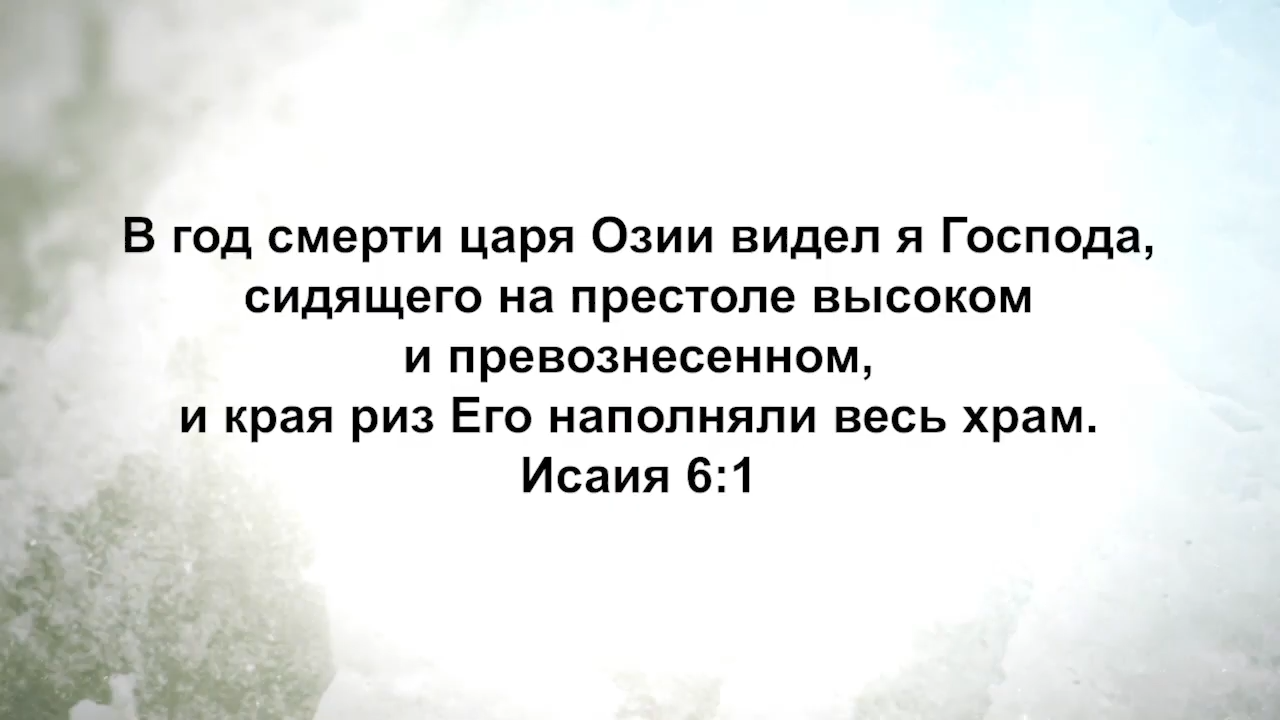 В год смерти царя Озии видел я Господа,
сидящего на престоле высоком
и превознесенном,
и края риз Его наполняли весь храм.
Исаия 6:1